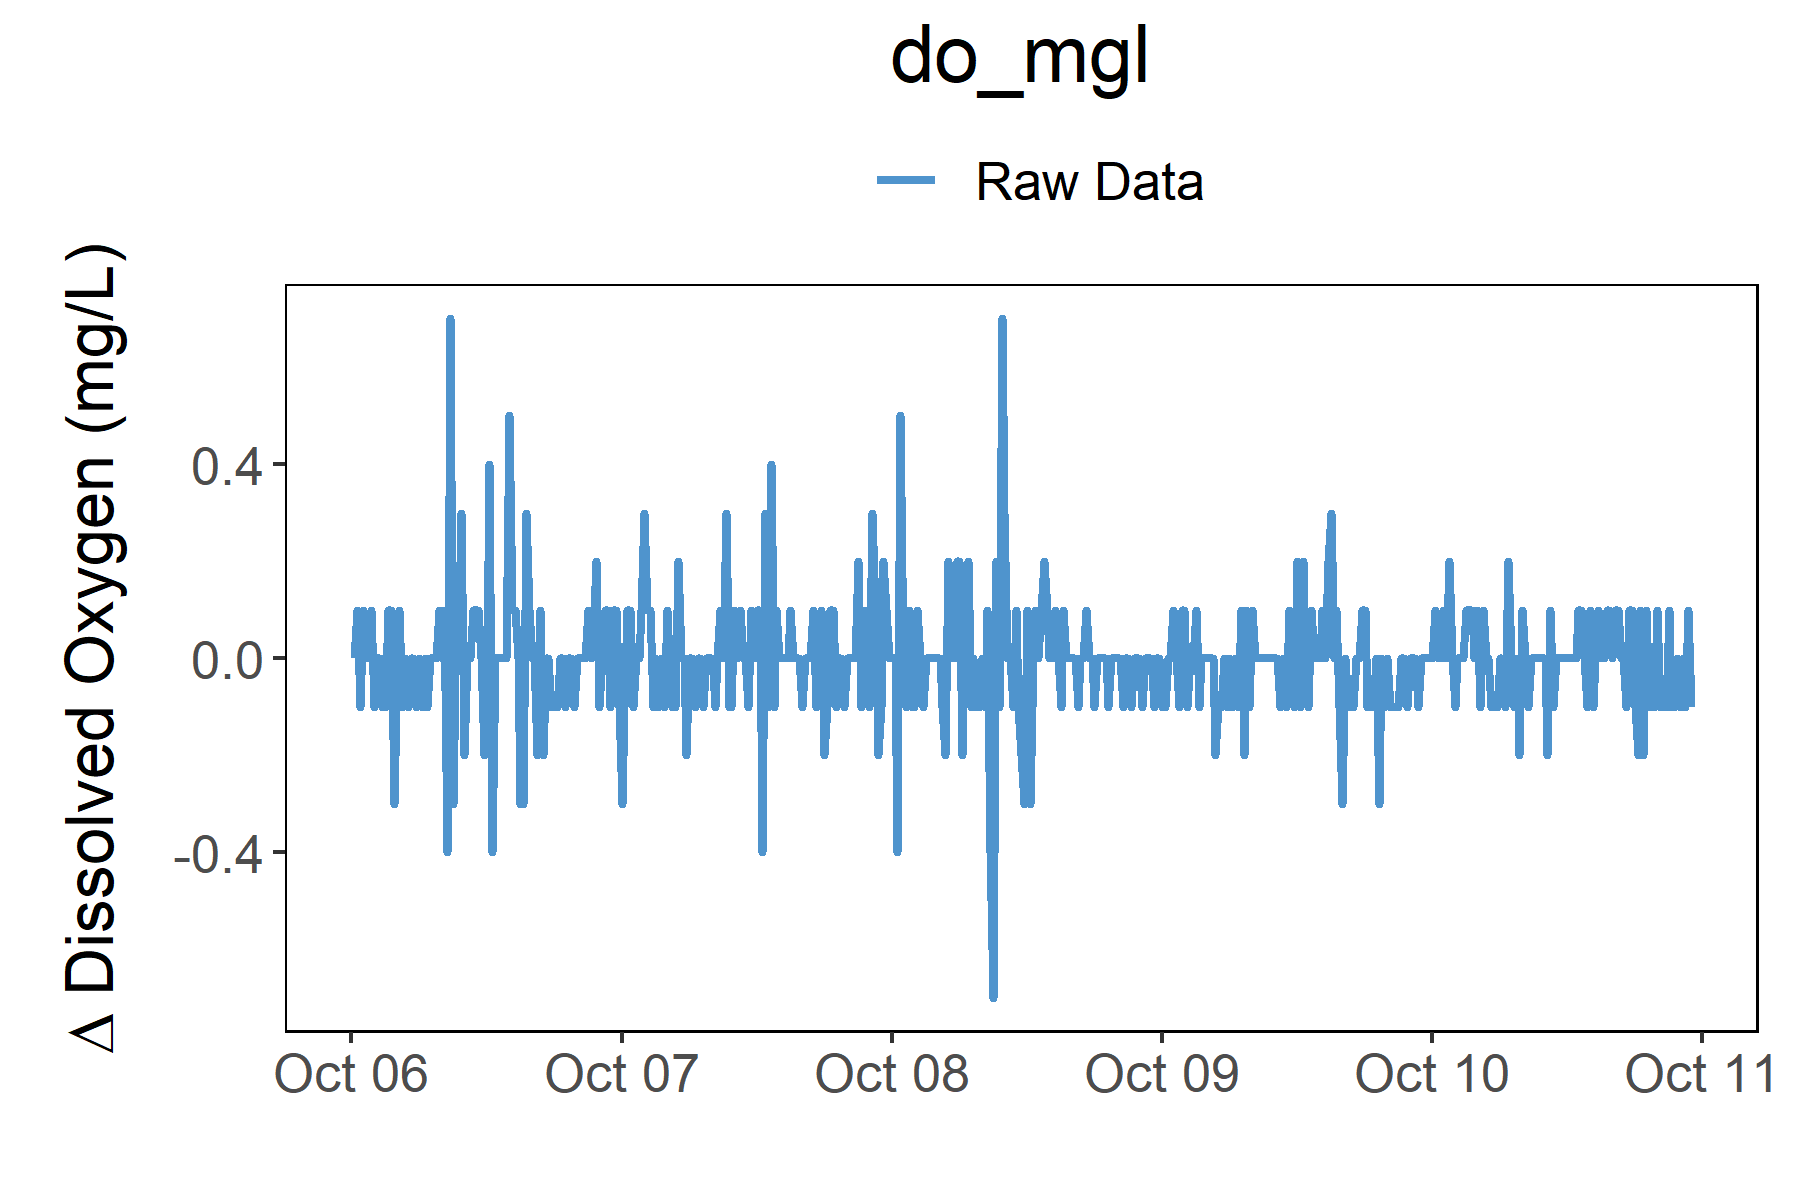 do_mgl
Raw Data
Δ Dissolved Oxygen (mg/L)
0.4
0.0
-0.4
Oct 06 Oct 07 Oct 08 Oct 09 Oct 10 Oct 11